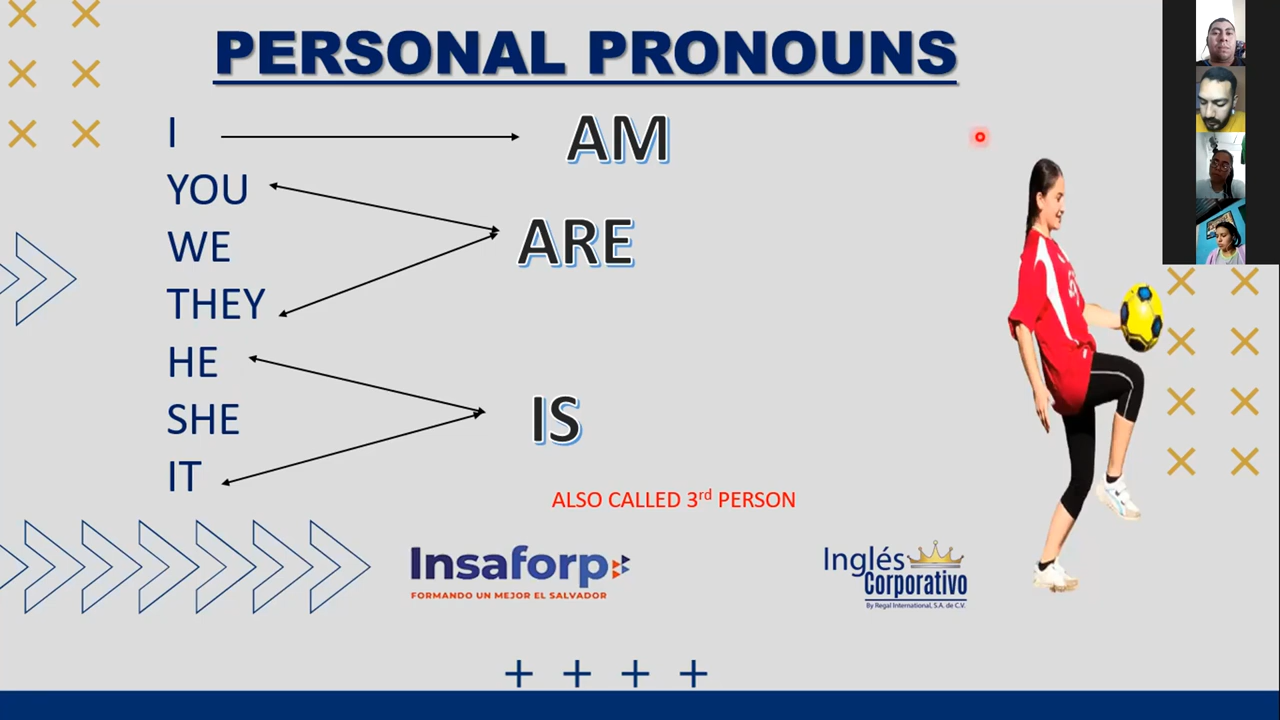 PERSONAL PRONOUNS
I
AM
YOU
WE
ARE
THEY
HE
SHE
IS
IT
ALSO CALLED 3rd PERSON
Insaforp
FORMANDO UN MEJOR EL SALVADOR
Inglés
Corporativo
By Regal International, S.A. de C.V.